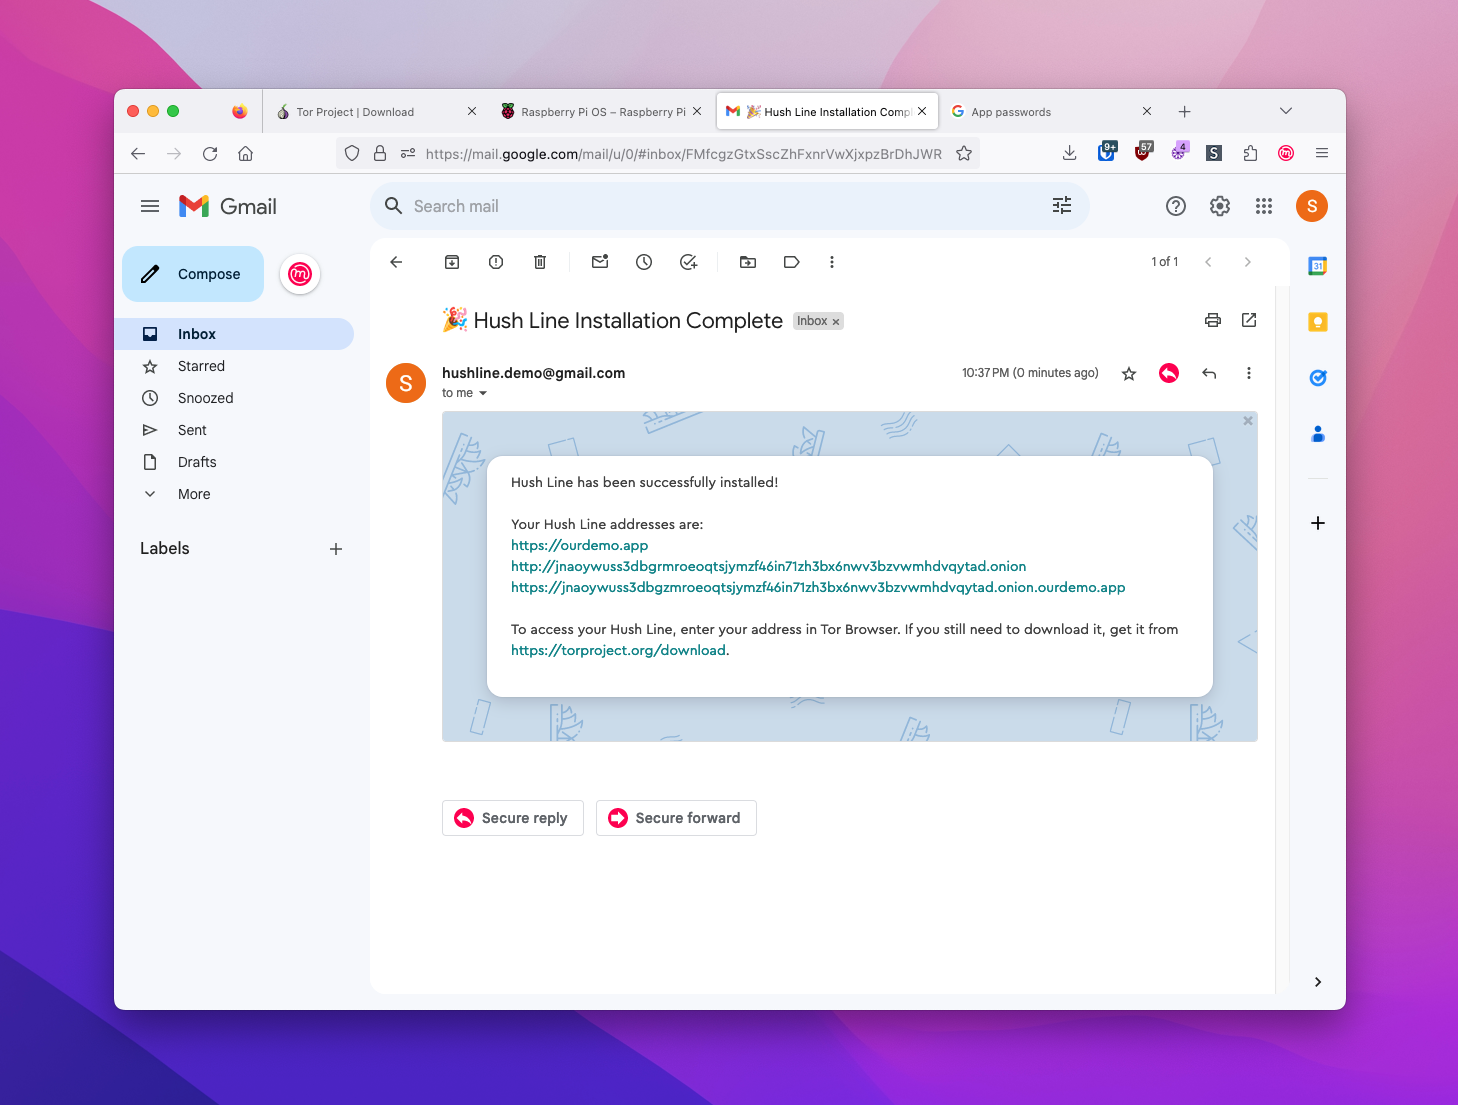 Tor Project | Download
Raspberry Pi OS – Raspberry Pi
🎉 Hush Line Installation Compl
App passwords
https://mail.google.com/mail/u/0/#inbox/FMfcgzGtxSscZhFxnrVwXjxpzBrDhJWR
9+
57
4
S
Gmail
Search mail
S
Compose
1 of 1
31
Inbox
Starred
Snoozed
Sent
Drafts
More
Labels
🎉 Hush Line Installation Complete
Inbox
S
hushline.demo@gmail.com
10:37 PM (0 minutes ago)
to me
Hush Line has been successfully installed!
Your Hush Line addresses are:
https://ourdemo.app
http://jnaoywuss3dbgrmroeoqtsjymzf46in71zh3bx6nwv3bzvwmhdvqytad.onion
https://jnaoywuss3dbgzmroeoqtsjymzf46in71zh3bx6nwv3bzvwmhdvqytad.onion.ourdemo.app
To access your Hush Line, enter your address in Tor Browser. If you still need to download it, get it from
https://torproject.org/download.
Secure reply
Secure forward